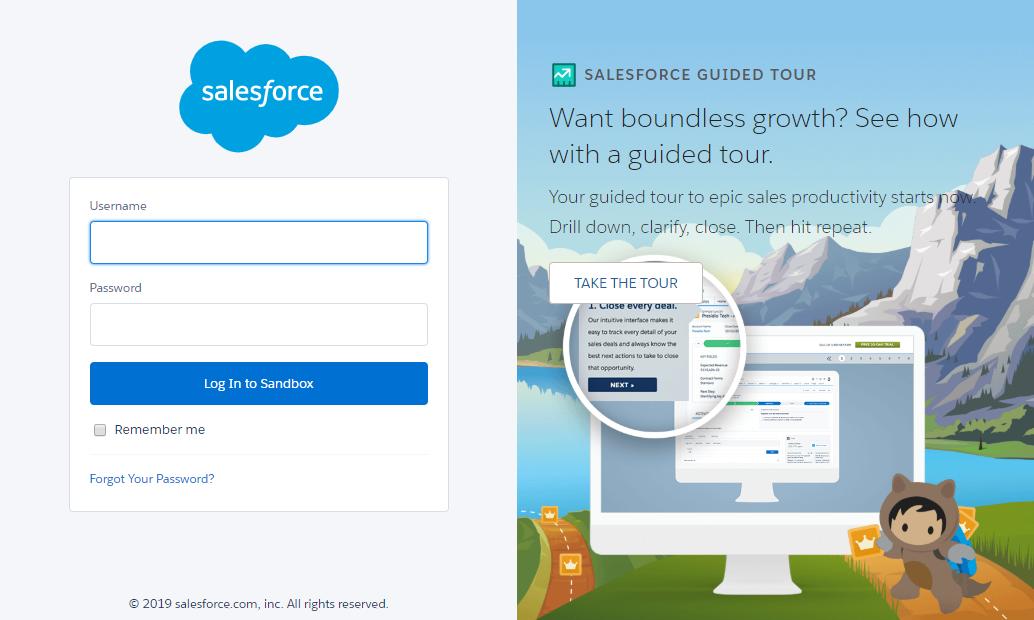 salesforce
Username
Password
Log In to Sandbox
Remember me
Forgot Your Password?
© 2019 salesforce.com, inc. All rights reserved.
SALESFORCE GUIDED TOUR
Want boundless growth? See how
with a guided tour.
Your guided tour to epic sales productivity starts now.
Drill down, clarify, close. Then hit repeat.
TAKE THE TOUR
1. Close every deal.
Our intuitive interface makes it
easy to track every detail of your
sales deals and always know the
best next actions to take to close
that opportunity.
NEXT »